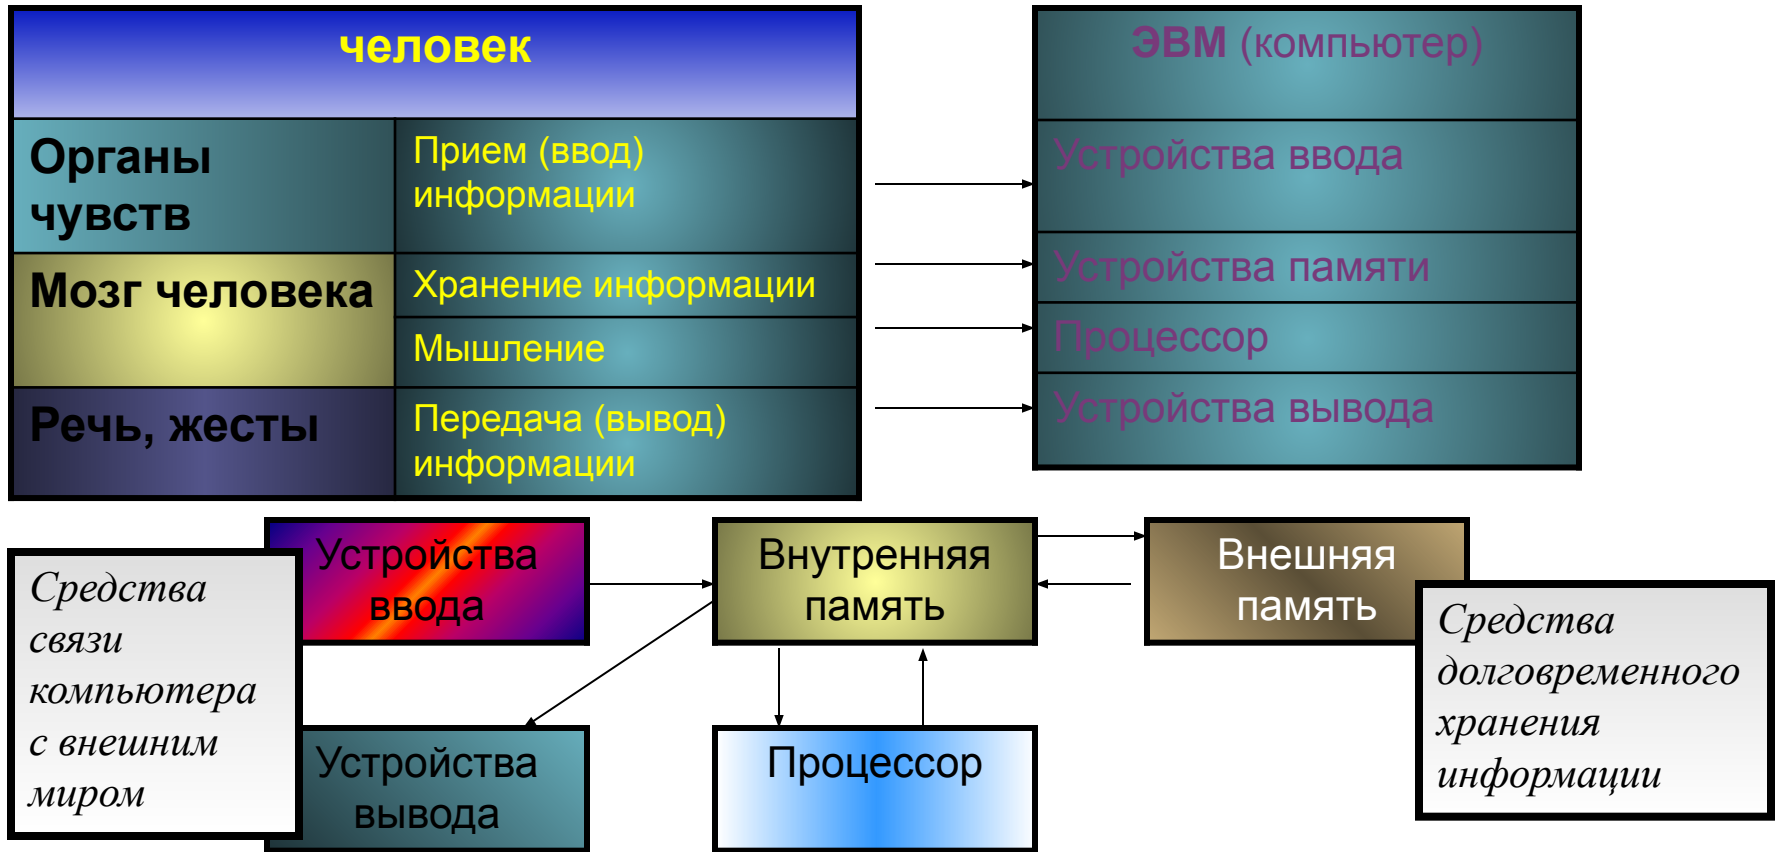 человек
Органы
чувств
Прием (ввод)
информации
Мозг человека
Хранение информации
Мышление
Речь, жесты
Передача (вывод)
информации
ЭВМ (компьютер)
Устройства ввода
Устройства памяти
Процессор
Устройства вывода
Средства
связи
компьютера
с внешним
миром
Устройства
ввода
Внутренняя
память
Внешняя
память
Средства
долговременного
хранения
информации
Устройства
вывода
Процессор